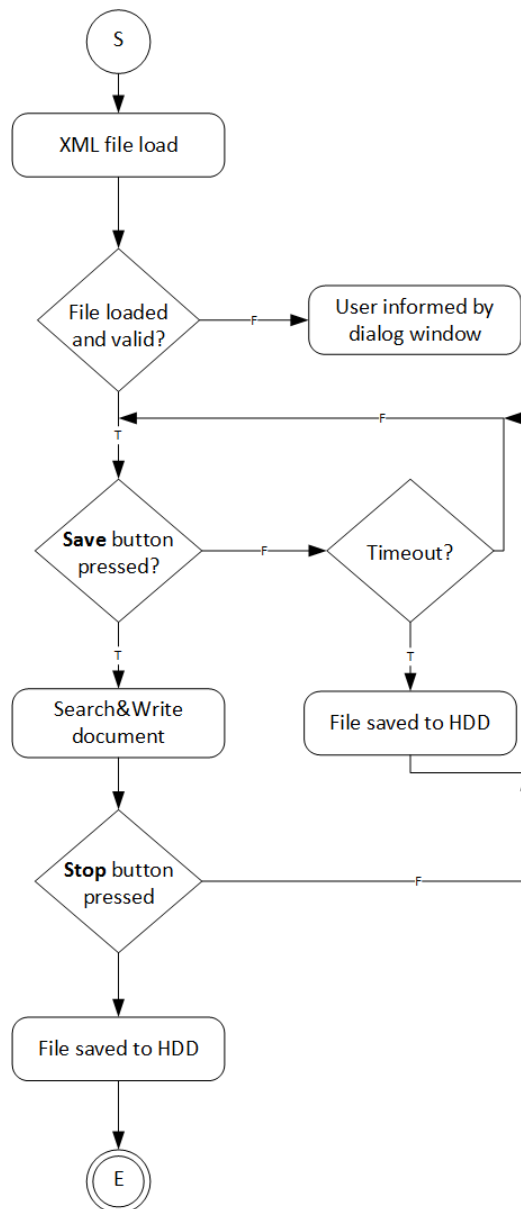 S
XML file load
File loaded
and valid?
F
User informed by
dialog window
F
T
Save button
pressed?
F
Timeout?
T
T
Search&Write
document
File saved to HDD
Stop button
pressed
F
File saved to HDD
E